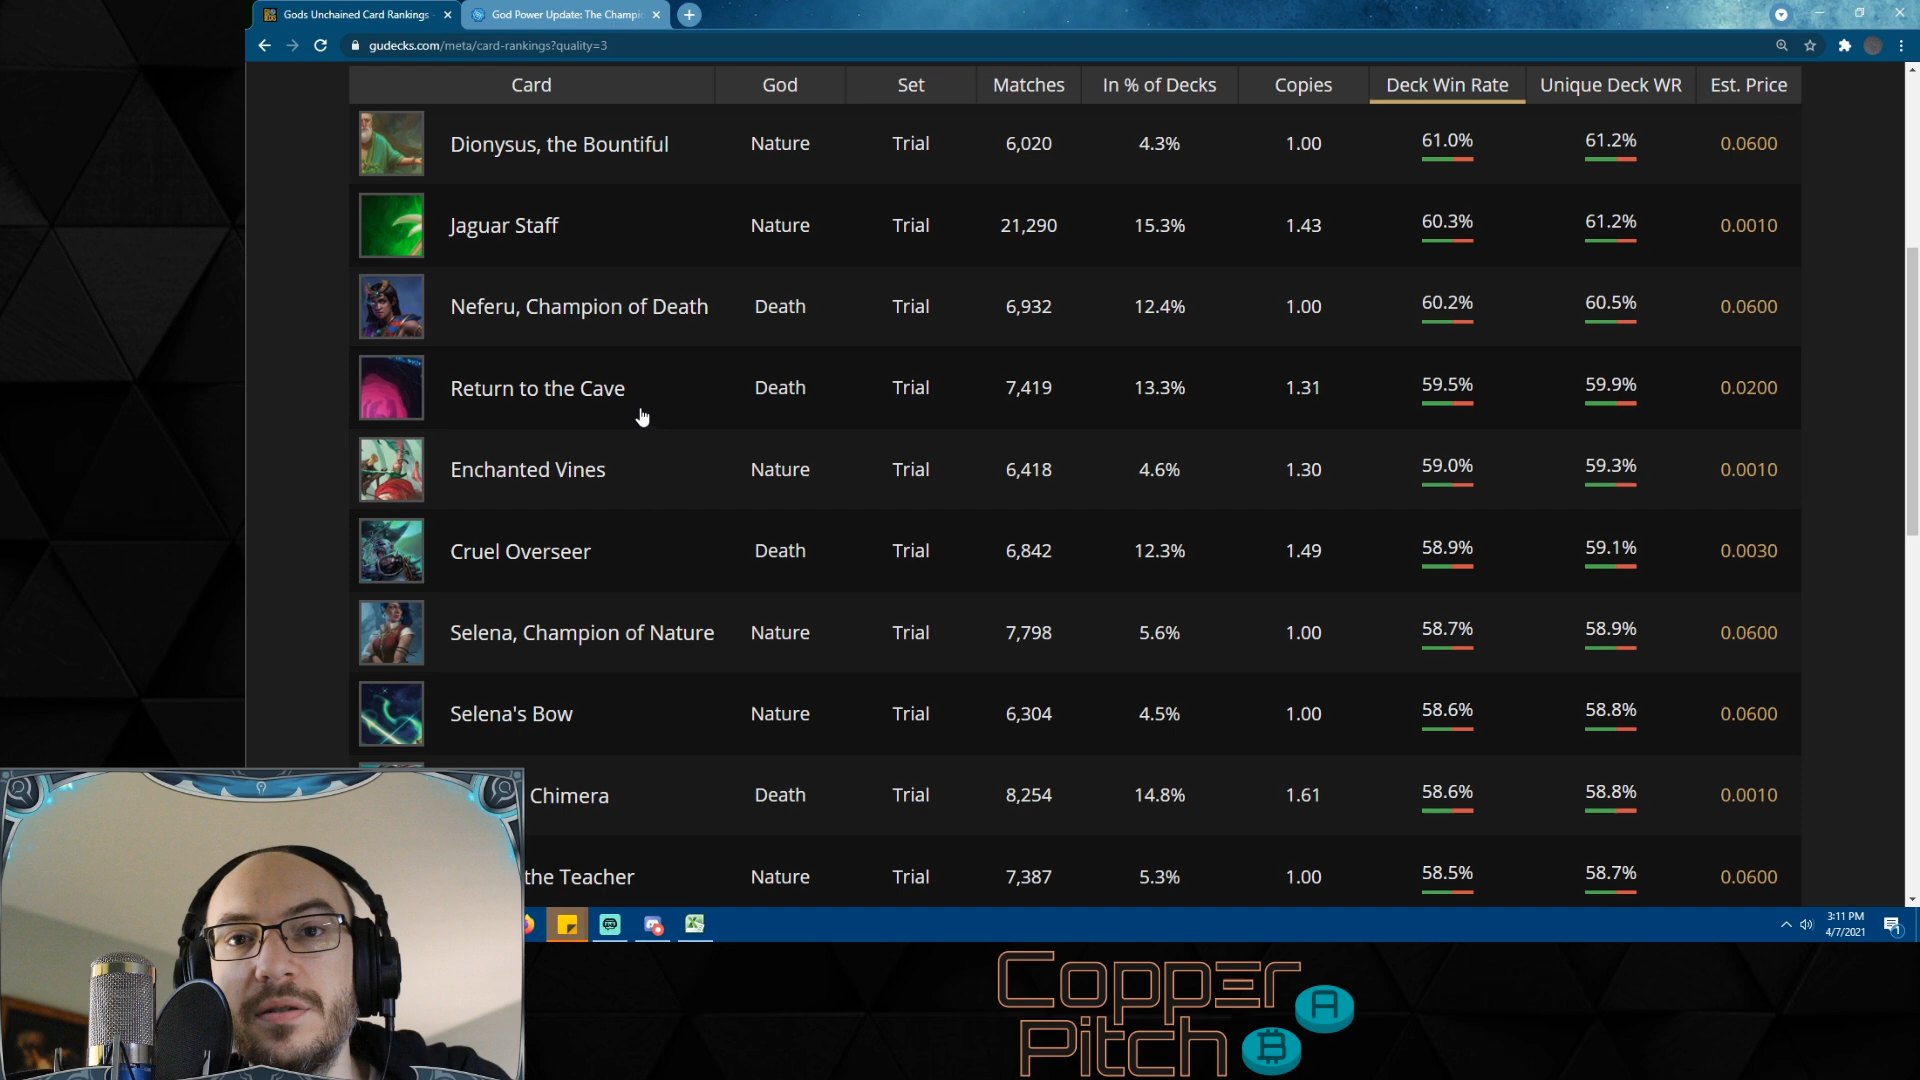 Gods Unchained Card Rankings
God Power Update: The Champi
gudecks.com/meta/card-rankings?quality=3
Card God Set Matches In % of Decks Copies Deck Win Rate Unique Deck WR Est. Price
Dionysus, the Bountiful Nature Trial 6,020 4.3% 1.00 61.0% 61.2% 0.0600
Jaguar Staff Nature Trial 21,290 15.3% 1.43 60.3% 61.2% 0.0010
Neferu, Champion of Death Death Trial 6,932 12.4% 1.00 60.2% 60.5% 0.0600
Return to the Cave Death Trial 7,419 13.3% 1.31 59.5% 59.9% 0.0200
Enchanted Vines Nature Trial 6,418 4.6% 1.30 59.0% 59.3% 0.0010
Cruel Overseer Death Trial 6,842 12.3% 1.49 58.9% 59.1% 0.0030
Selena, Champion of Nature Nature Trial 7,798 5.6% 1.00 58.7% 58.9% 0.0600
Selena's Bow Nature Trial 6,304 4.5% 1.00 58.6% 58.8% 0.0600
Chimera Death Trial 8,254 14.8% 1.61 58.6% 58.8% 0.0010
the Teacher Nature Trial 7,387 5.3% 1.00 58.5% 58.7% 0.0600
3:11 PM
4/7/2021
1
Copper
A
Pitch
B